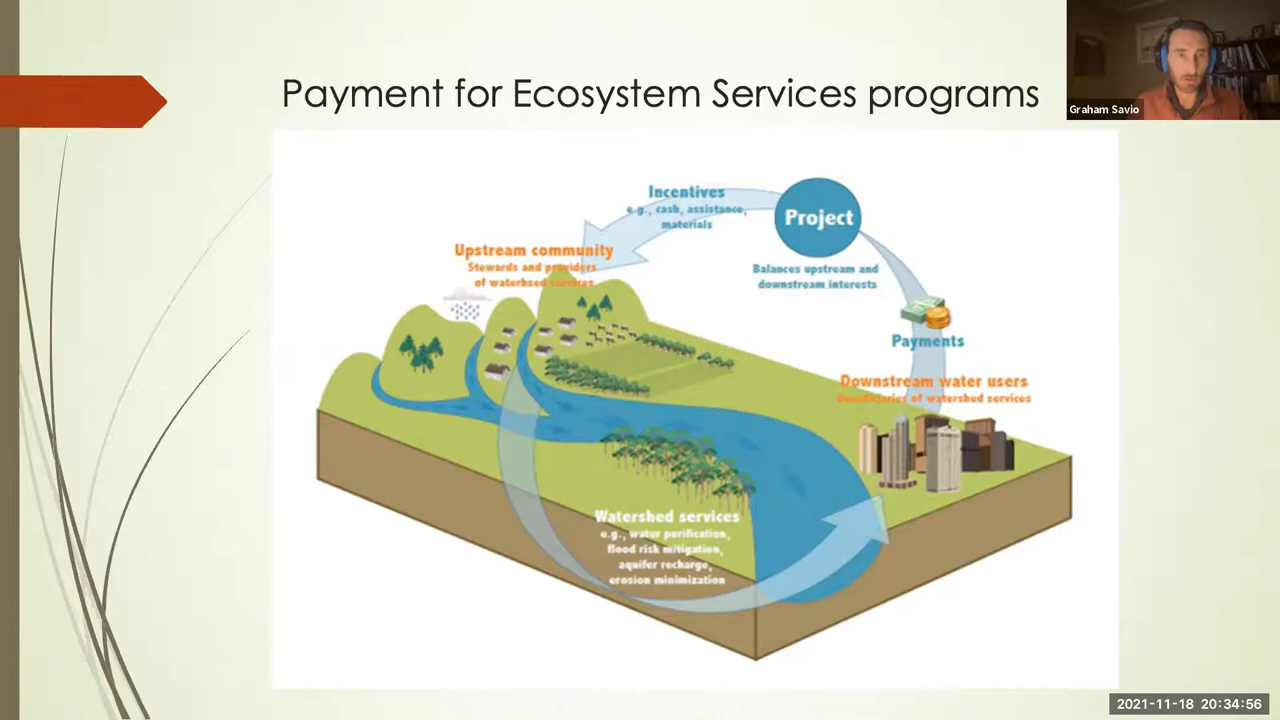 Payment for Ecosystem Services programs
Graham Savio
Incentives
e.g., cash, assistance,
materials
Project
Upstream community
Stewards and providers
of waterhsed services
Balances upstream and
downstream interests
Payments
Downstream water users
Beneficiaries of watershed services
Watershed services
e.g., water purification,
flood risk mitigation,
aquifer recharge,
erosion minimization
2021-11-18 20:34:56